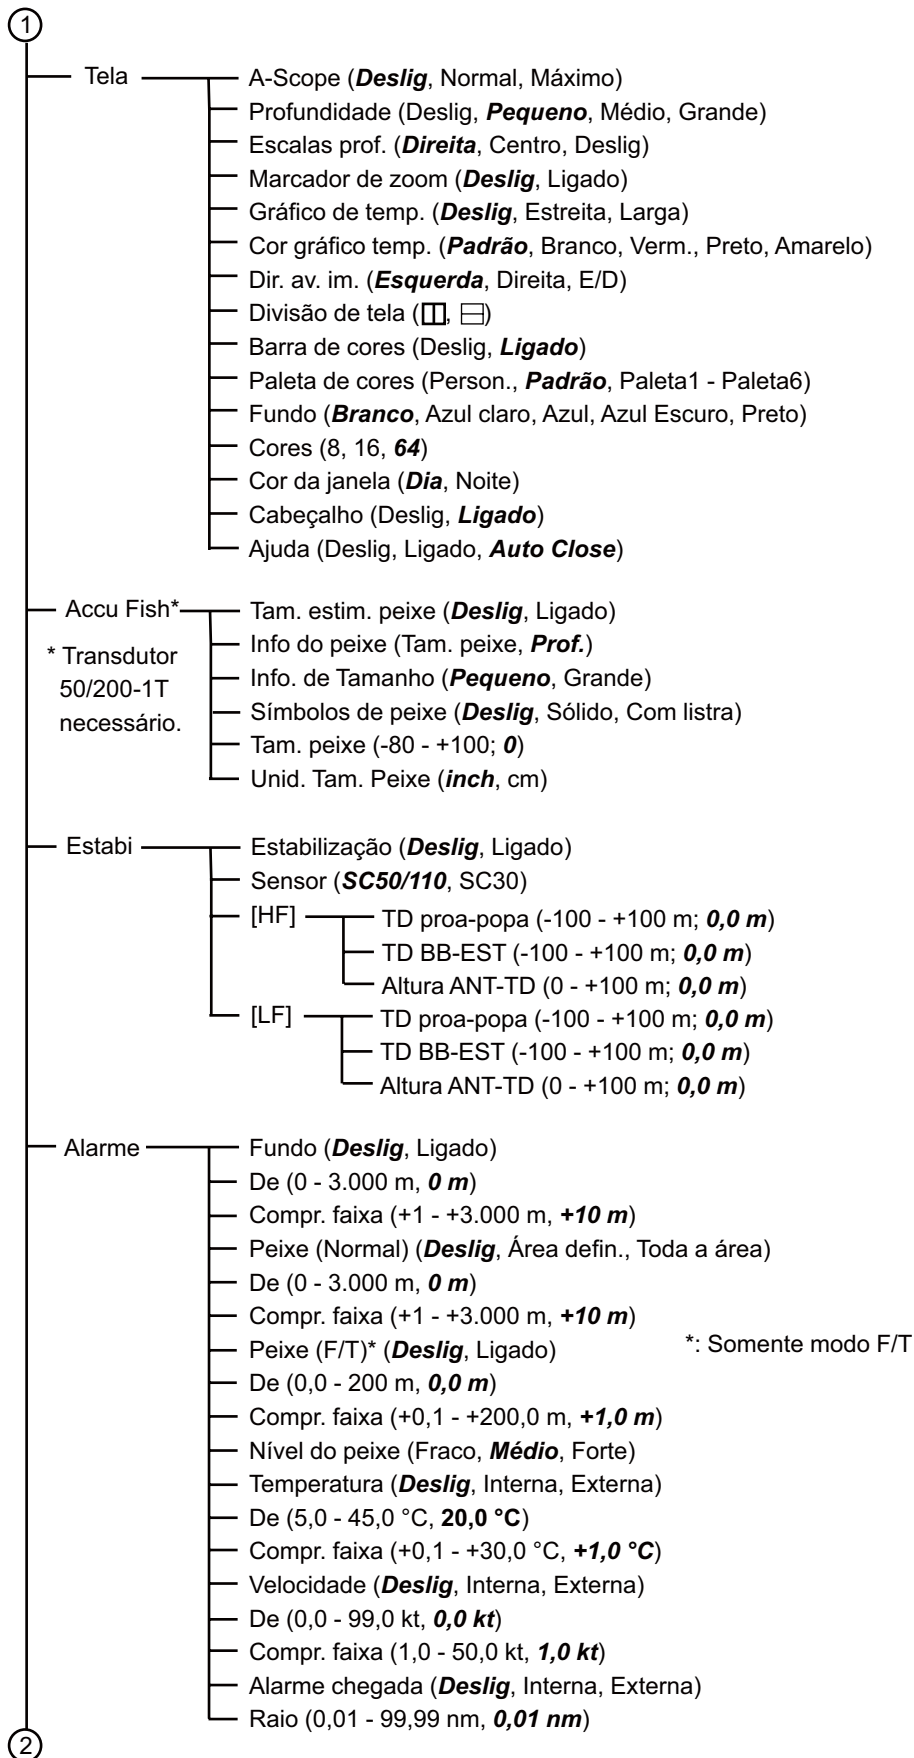 1
Tela
A-Scope (Deslig, Normal, Máximo)
Profundidade (Deslig, Pequeno, Médio, Grande)
Escalas prof. (Direita, Centro, Deslig)
Marcador de zoom (Deslig, Ligado)
Gráfico de temp. (Deslig, Estreita, Larga)
Cor gráfico temp. (Padrão, Branco, Verm., Preto, Amarelo)
Dir. av. im. (Esquerda, Direita, E/D)
Divisão de tela (, )
Barra de cores (Deslig, Ligado)
Paleta de cores (Person., Padrão, Paleta1 - Paleta6)
Fundo (Branco, Azul claro, Azul, Azul Escuro, Preto)
Cores (8, 16, 64)
Cor da janela (Dia, Noite)
Cabeçalho (Deslig, Ligado)
Ajuda (Deslig, Ligado, Auto Close)
Accu Fish*
* Transdutor
50/200-1T
necessário.
Tam. estim. peixe (Deslig, Ligado)
Info do peixe (Tam. peixe, Prof.)
Info. de Tamanho (Pequeno, Grande)
Símbolos de peixe (Deslig, Sólido, Com listra)
Tam. peixe (-80 - +100; 0)
Unid. Tam. Peixe (inch, cm)
Estabi
Estabilização (Deslig, Ligado)
Sensor (SC50/110, SC30)
[HF]
TD proa-popa (-100 - +100 m; 0,0 m)
TD BB-EST (-100 - +100 m; 0,0 m)
Altura ANT-TD (0 - +100 m; 0,0 m)
[LF]
TD proa-popa (-100 - +100 m; 0,0 m)
TD BB-EST (-100 - +100 m; 0,0 m)
Altura ANT-TD (0 - +100 m; 0,0 m)
Alarme
Fundo (Deslig, Ligado)
De (0 - 3.000 m, 0 m)
Compr. faixa (+1 - +3.000 m, +10 m)
Peixe (Normal) (Deslig, Área defin., Toda a área)
De (0 - 3.000 m, 0 m)
Compr. faixa (+1 - +3.000 m, +10 m)
Peixe (F/T)* (Deslig, Ligado)
*: Somente modo F/T
De (0,0 - 200 m, 0,0 m)
Compr. faixa (+0,1 - +200,0 m, +1,0 m)
Nível do peixe (Fraco, Médio, Forte)
Temperatura (Deslig, Interna, Externa)
De (5,0 - 45,0 °C, 20,0 °C)
Compr. faixa (+0,1 - +30,0 °C, +1,0 °C)
Velocidade (Deslig, Interna, Externa)
De (0,0 - 99,0 kt, 0,0 kt)
Compr. faixa (1,0 - 50,0 kt, 1,0 kt)
Alarme chegada (Deslig, Interna, Externa)
Raio (0,01 - 99,99 nm, 0,01 nm)
2